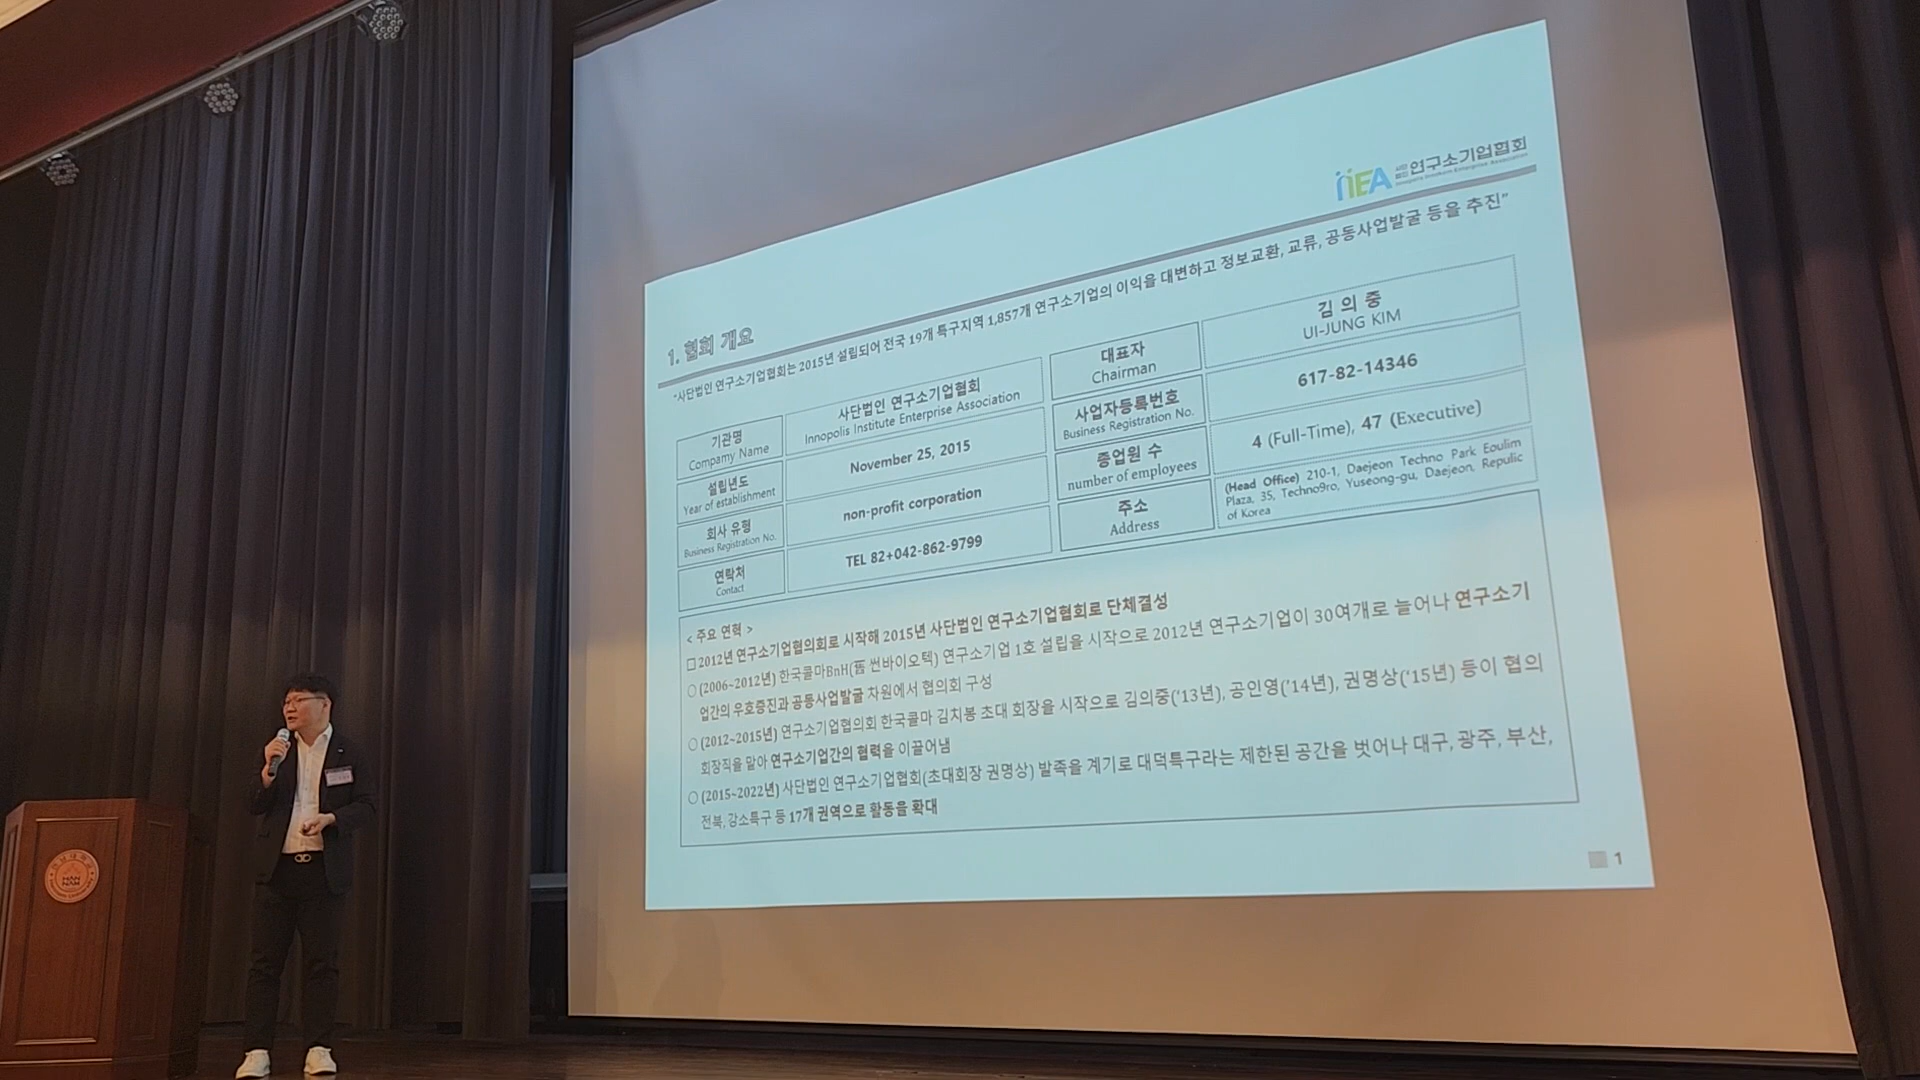 IIEA 사단법인 연구소기업협회
Innopolis Institute Enterprise Association
1. 협회 개요
"사단법인 연구소기업협회는 2015년 설립되어 전국 19개 특구지역 1,857개 연구소기업의 이익을 대변하고 정보교환, 교류, 공동사업발굴 등을 추진"
기관명
Compamy Name
사단법인 연구소기업협회
Innopolis Institute Enterprise Association
대표자
Chairman
김 의 중
UI-JUNG KIM
설립년도
Year of establishment
November 25, 2015
사업자등록번호
Business Registration No.
617-82-14346
회사 유형
Business Registration No.
non-profit corporation
종업원 수
number of employees
4 (Full-Time), 47 (Executive)
연락처
Contact
TEL 82+042-862-9799
주소
Address
(Head Office) 210-1, Daejeon Techno Park Eoulim
Plaza, 35, Techno9ro, Yuseong-gu, Daejeon, Repulic
of Korea
< 주요 연혁 >
□ 2012년 연구소기업협의회로 시작해 2015년 사단법인 연구소기업협회로 단체결성
○ (2006~2012년) 한국콜마BnH(舊 썬바이오텍) 연구소기업 1호 설립을 시작으로 2012년 연구소기업이 30여개로 늘어나 연구소기
업간의 우호증진과 공동사업발굴 차원에서 협의회 구성
○ (2012~2015년) 연구소기업협의회 한국콜마 김치봉 초대 회장을 시작으로 김의중('13년), 공인영('14년), 권명상('15년) 등이 협의
회장직을 맡아 연구소기업간의 협력을 이끌어냄
○ (2015~2022년) 사단법인 연구소기업협회(초대회장 권명상) 발족을 계기로 대덕특구라는 제한된 공간을 벗어나 대구, 광주, 부산,
전북, 강소특구 등 17개 권역으로 활동을 확대
1
HAN
NAM